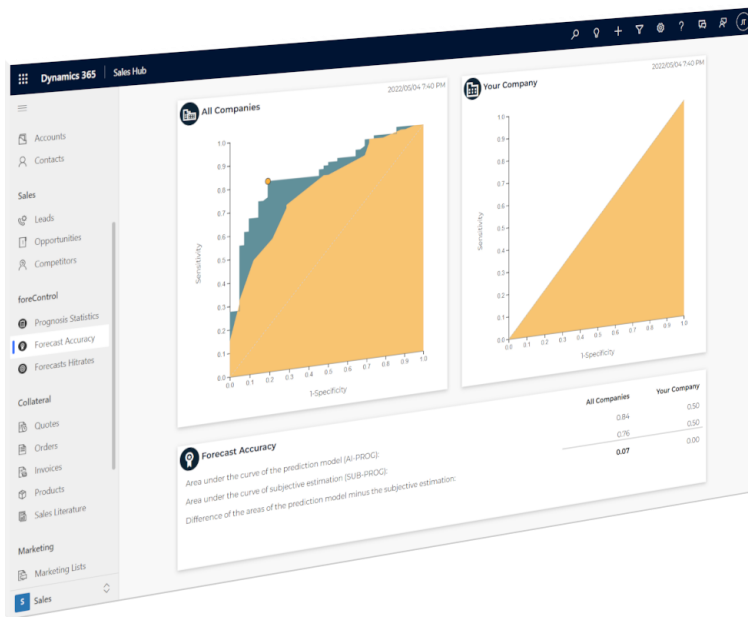 Dynamics 365 Sales Hub JT
Accounts
Contacts
Sales
Leads
Opportunities
Competitors
foreControl
Prognosis Statistics
Forecast Accuracy
Forecasts Hitrates
Collateral
Quotes
Orders
Invoices
Products
Sales Literature
Marketing
Marketing Lists
S Sales
2022/05/04 7:40 PM
All Companies
Sensitivity
1.0
0.9
0.8
0.7
0.6
0.5
0.4
0.3
0.2
0.1
0.0
0.0 0.1 0.2 0.3 0.4 0.5 0.6 0.7 0.8 0.9 1.0
1-Specificity
2022/05/04 7:40 PM
Your Company
Sensitivity
1.0
0.9
0.8
0.7
0.6
0.5
0.4
0.3
0.2
0.1
0.0
0.0 0.1 0.2 0.3 0.4 0.5 0.6 0.7 0.8 0.9 1.0
1-Specificity
Forecast Accuracy
All Companies Your Company
Area under the curve of the prediction model (AI-PROG): 0.84 0.50
Area under the curve of subjective estimation (SUB-PROG): 0.76 0.50
Difference of the areas of the prediction model minus the subjective estimation: 0.07 0.00